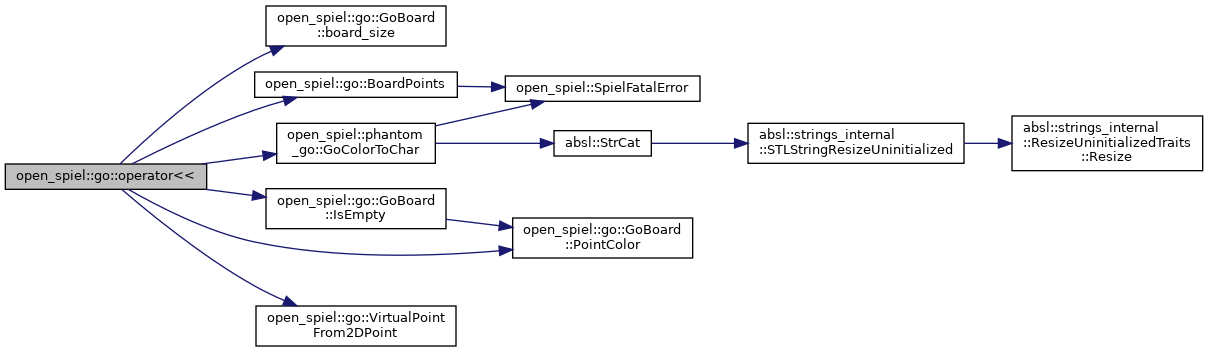 open_spiel::go::operator<<
open_spiel::go::GoBoard
::board_size
open_spiel::go::BoardPoints
open_spiel::SpielFatalError
open_spiel::phantom
_go::GoColorToChar
absl::StrCat
absl::strings_internal
::STLStringResizeUninitialized
absl::strings_internal
::ResizeUninitializedTraits
::Resize
open_spiel::go::GoBoard
::IsEmpty
open_spiel::go::GoBoard
::PointColor
open_spiel::go::VirtualPoint
From2DPoint